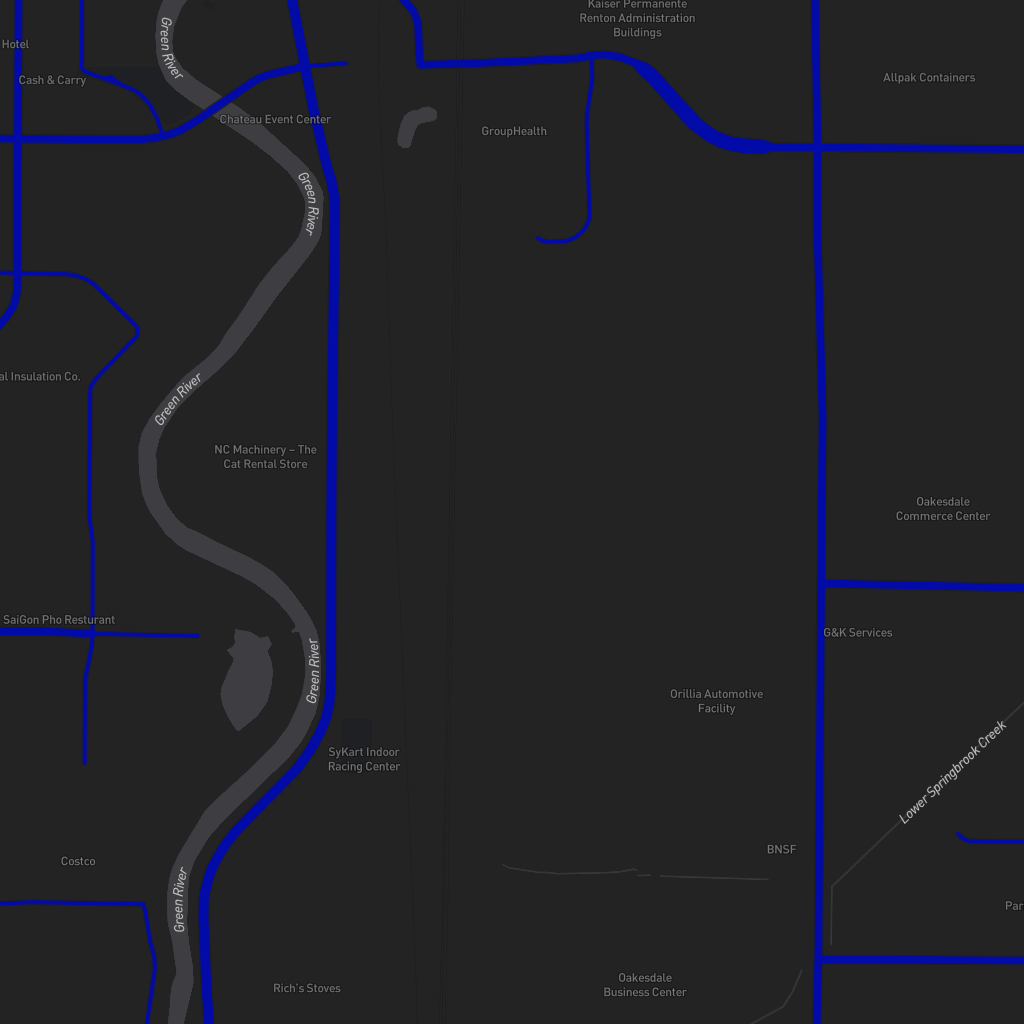 Kaiser Permanente
Renton Administration
Buildings
Green River
Hotel
Cash & Carry
Allpak Containers
Chateau Event Center
GroupHealth
Green River
al Insulation Co.
Green River
NC Machinery – The
Cat Rental Store
Oakesdale
Commerce Center
SaiGon Pho Resturant
G&K Services
Green River
Orillia Automotive
Facility
SyKart Indoor
Racing Center
Lower Springbrook Creek
BNSF
Costco
Green River
Par
Oakesdale
Business Center
Rich's Stoves